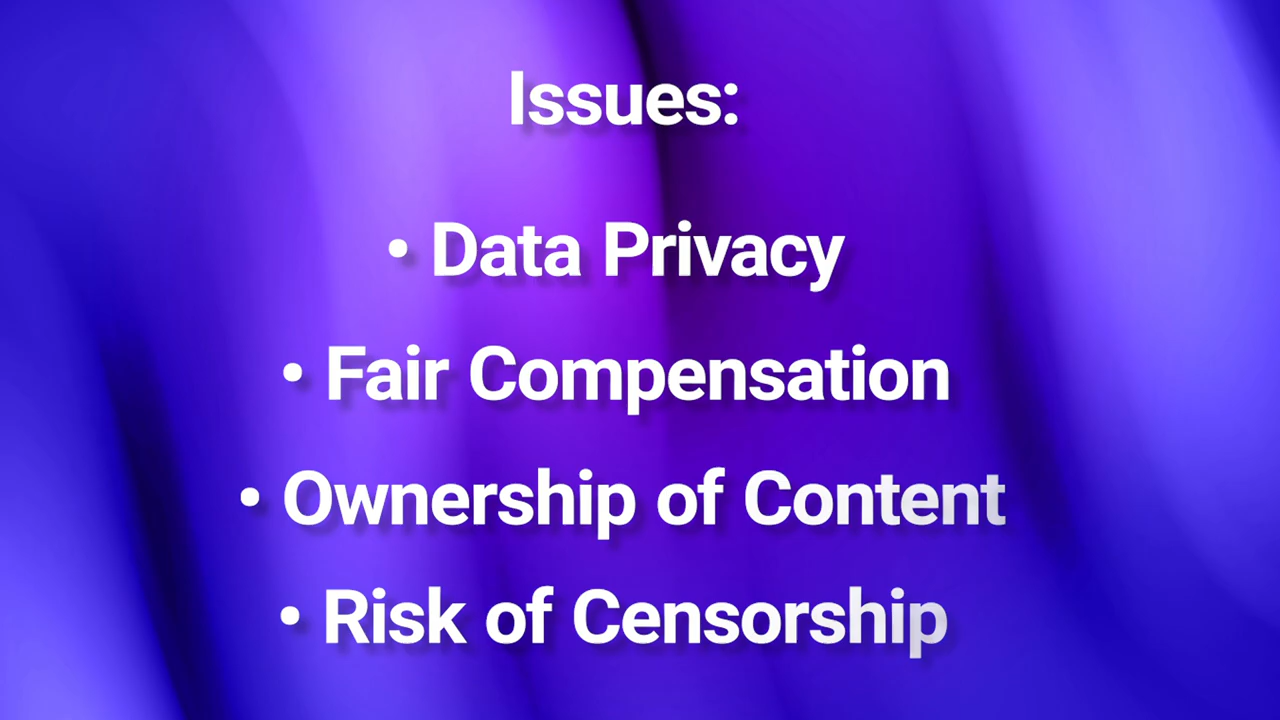 Issues:
• Data Privacy
• Fair Compensation
• Ownership of Content
• Risk of Censorship